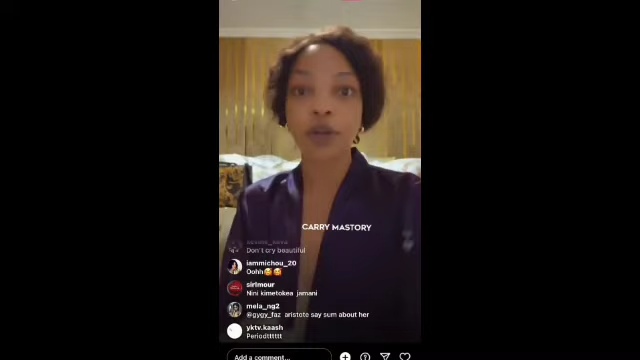 CARRY MASTORY
Don't cry beautiful
iammichou_20
Oohh🥰🥰
sirlmour
Nini kimetokea jamani
mela_ng2
@gygy_faz aristote say sum about her
yktv.kaash
Periodtttttt
Add a comment...